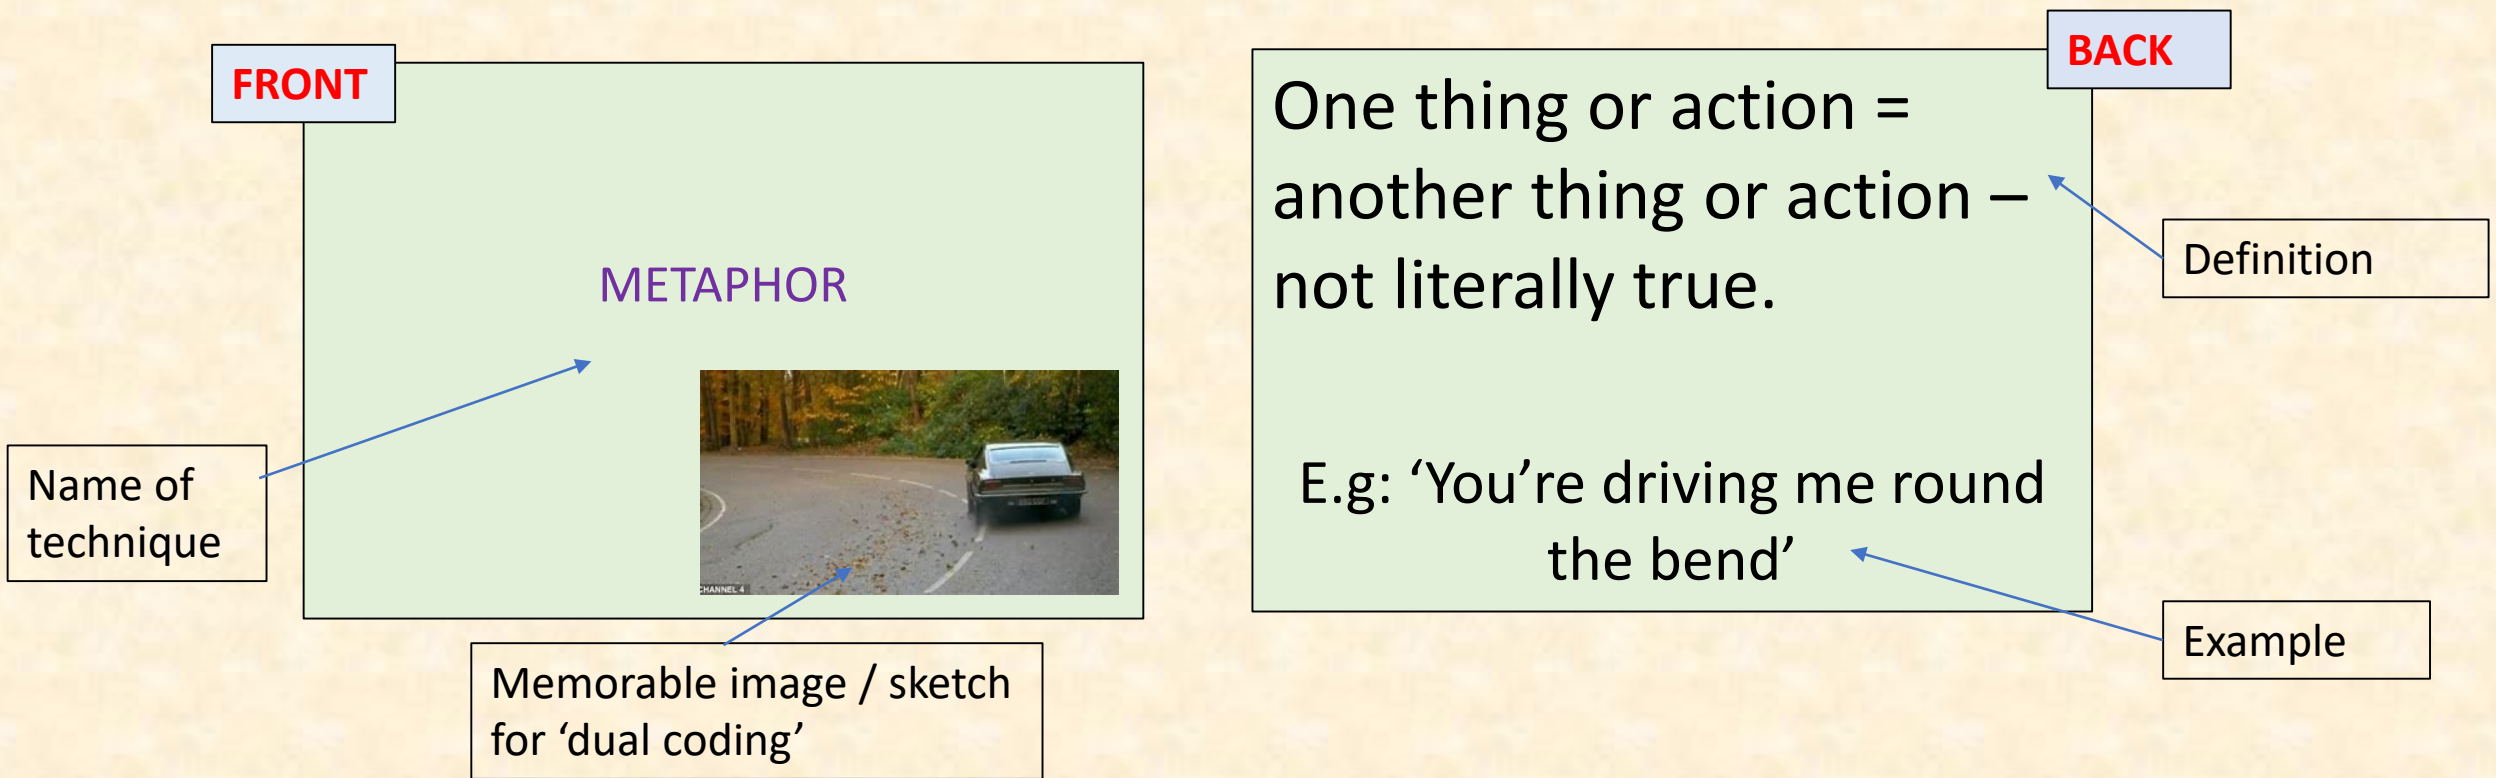 FRONT
METAPHOR
CHANNEL 4
Name of
technique
Memorable image / sketch
for ‘dual coding’
BACK
One thing or action =
another thing or action –
not literally true.
E.g: ‘You’re driving me round
the bend’
Definition
Example